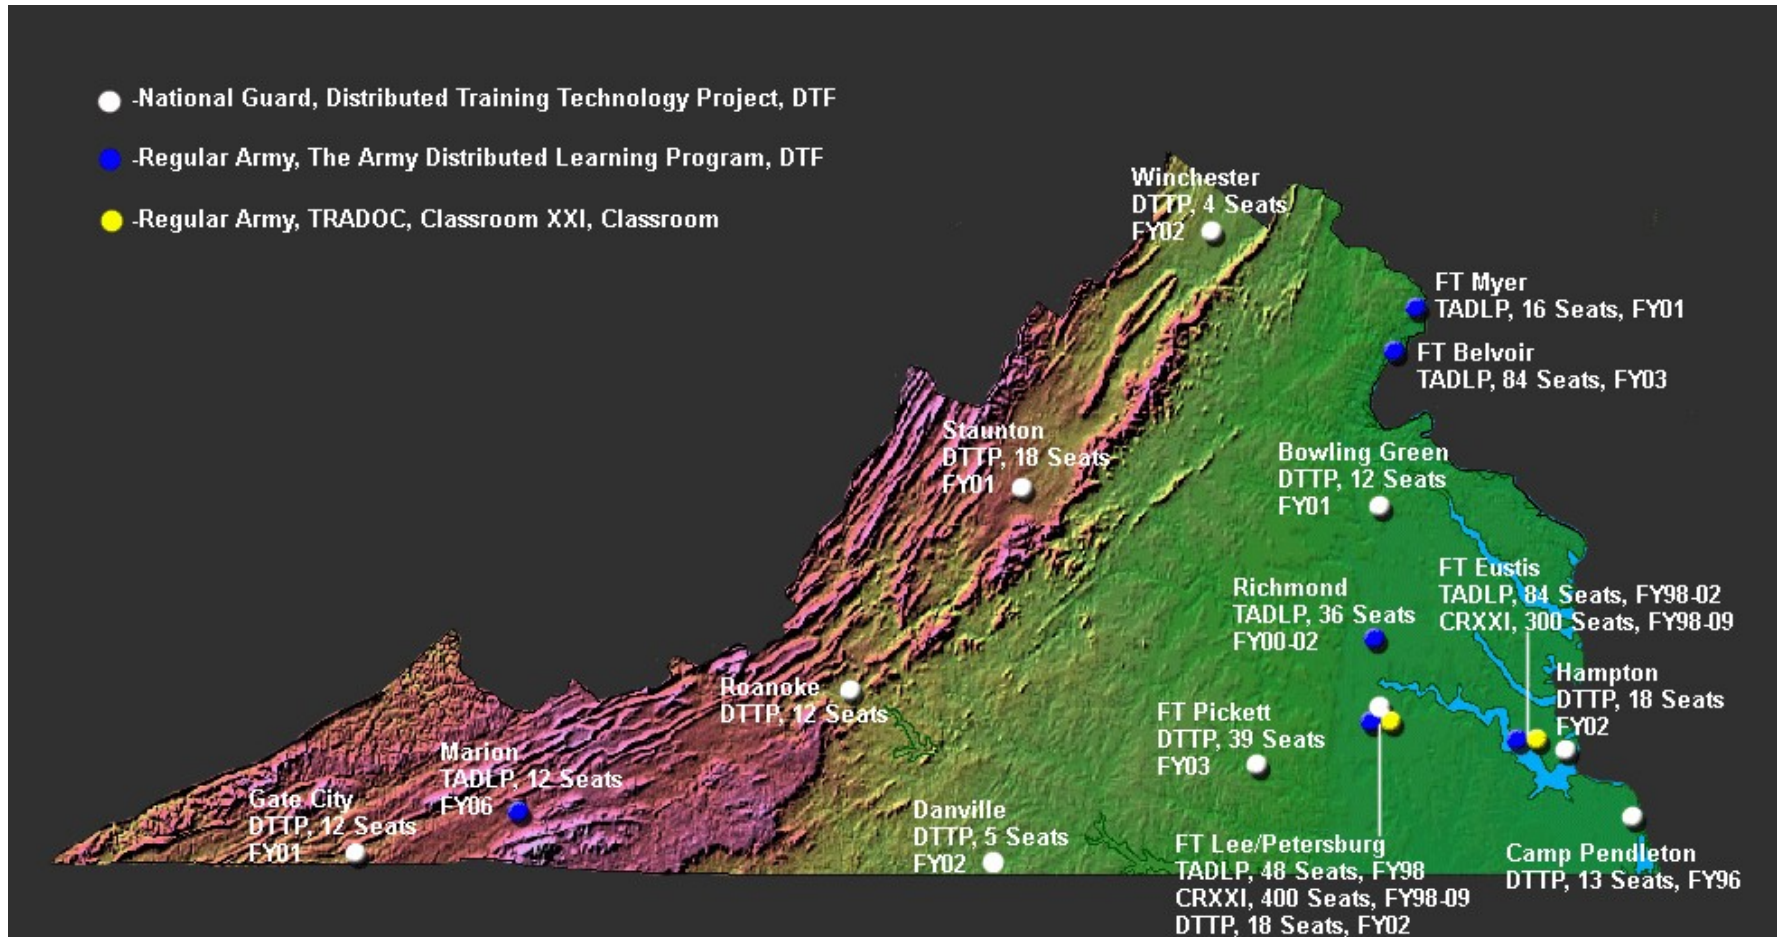 -National Guard, Distributed Training Technology Project, DTF
-Regular Army, The Army Distributed Learning Program, DTF
-Regular Army, TRADOC, Classroom XXI, Classroom
Winchester
DTTP, 4 Seats
FY02
FT Myer
TADLP, 16 Seats, FY01
FT Belvoir
TADLP, 84 Seats, FY03
Staunton
DTTP, 18 Seats
FY01
Bowling Green
DTTP, 12 Seats
FY01
FT Eustis
TADLP, 84 Seats, FY98-02
CRXXI, 300 Seats, FY98-09
Richmond
TADLP, 36 Seats
FY00-02
Hampton
DTTP, 18 Seats
FY02
Roanoke
DTTP, 12 Seats
FT Pickett
DTTP, 39 Seats
FY03
Marion
TADLP, 12 Seats
FY06
Gate City
DTTP, 12 Seats
FY01
Danville
DTTP, 5 Seats
FY02
FT Lee/Petersburg
TADLP, 48 Seats, FY98
CRXXI, 400 Seats, FY98-09
DTTP, 18 Seats, FY02
Camp Pendleton
DTTP, 13 Seats, FY96